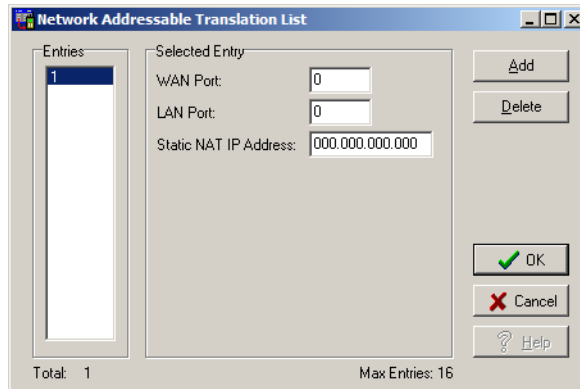 Network Addressable Translation List
Entries
1
Selected Entry
WAN Port: 0
LAN Port: 0
Static NAT IP Address: 000.000.000.000
Add
Delete
OK
Cancel
Help
Total: 1
Max Entries: 16